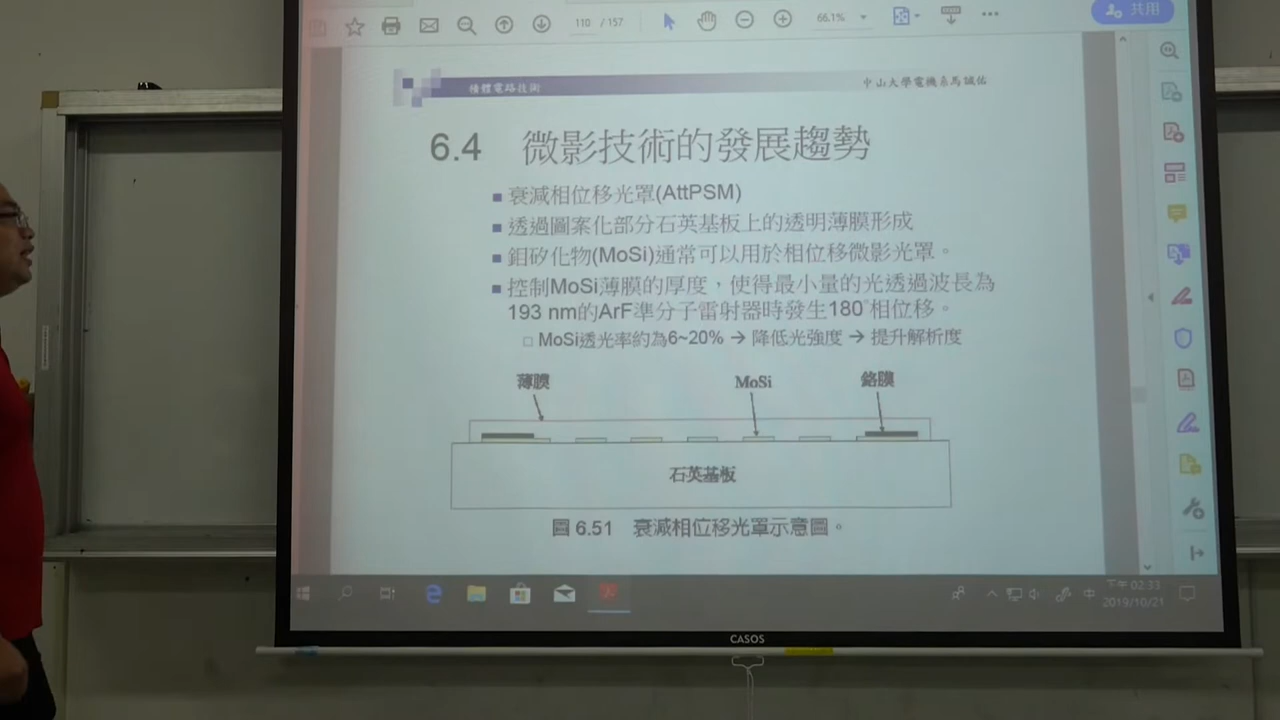 110 / 157
66.1%
共用
積體電路技術
中山大學電機系馬誠佑
6.4 微影技術的發展趨勢
衰減相位移光罩(AttPSM)
透過圖案化部分石英基板上的透明薄膜形成
鉬矽化物(MoSi)通常可以用於相位移微影光罩。
控制MoSi薄膜的厚度，使得最小量的光透過波長為
193 nm的ArF準分子雷射器時發生180°相位移。
MoSi透光率約為6~20% → 降低光強度 → 提升解析度
薄膜 MoSi 鉻膜
石英基板
圖 6.51 衰減相位移光罩示意圖。
中
下午 02:33
2019/10/21
CASOS